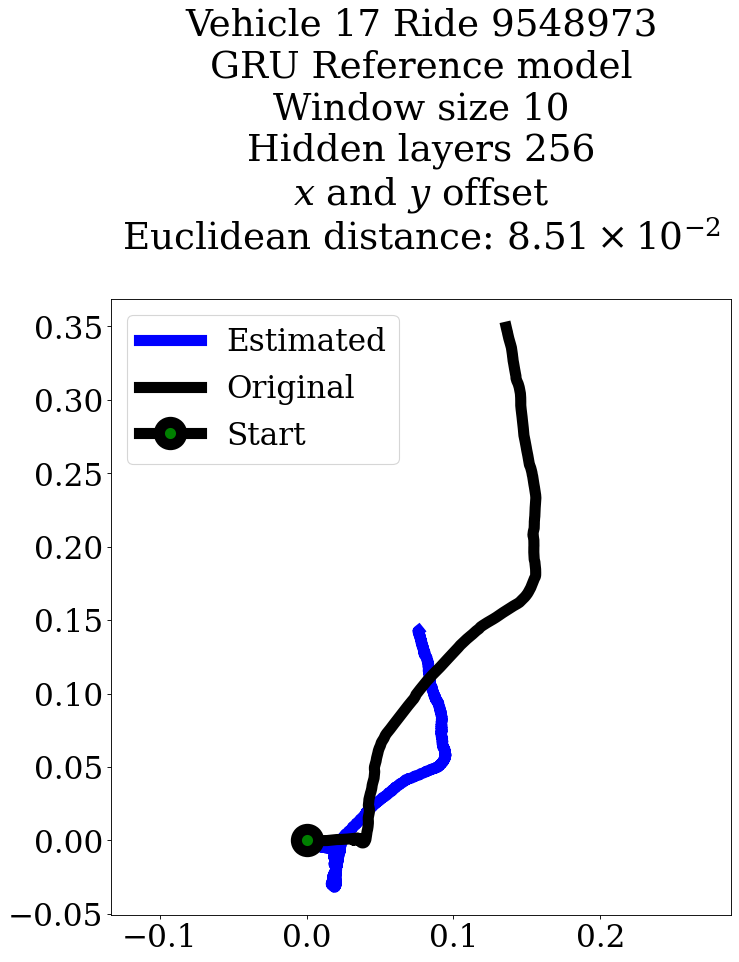 Vehicle 17 Ride 9548973
GRU Reference model
Window size 10
Hidden layers 256
x and y offset
Euclidean distance: 8.51 × 10⁻²
Estimated
Original
Start
0.35
0.30
0.25
0.20
0.15
0.10
0.05
0.00
−0.05
−0.1 0.0 0.1 0.2